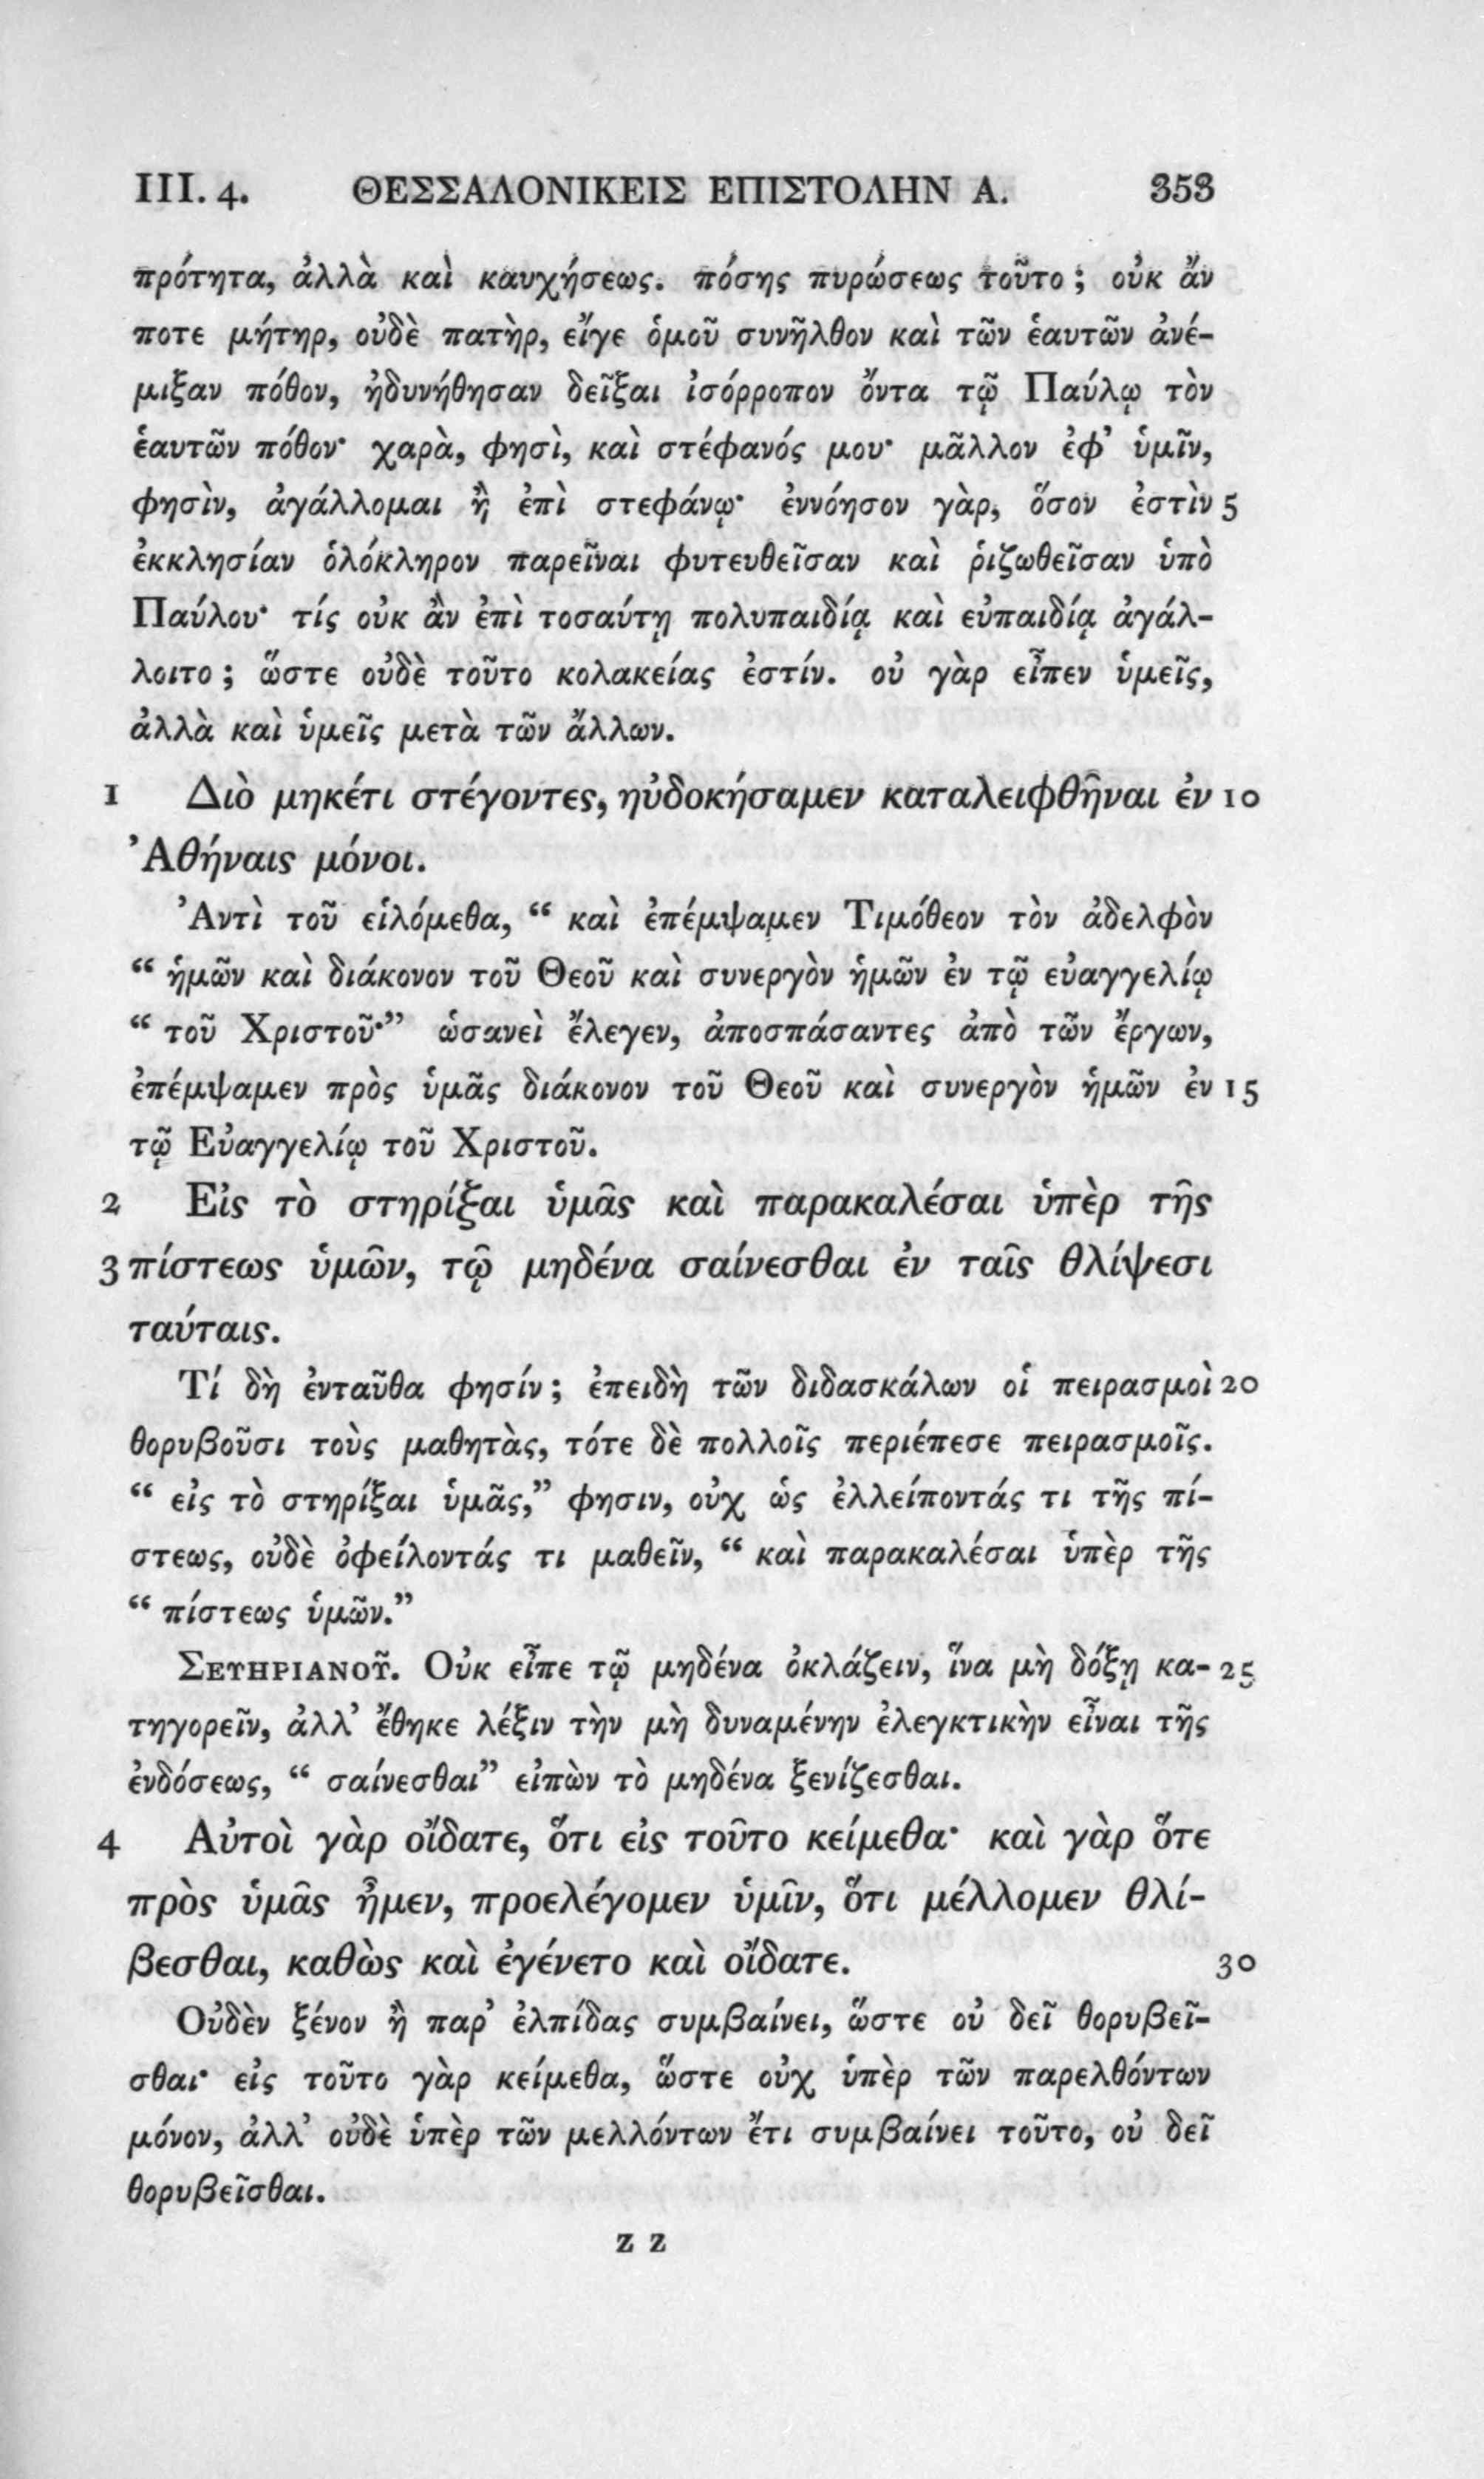 III. 4. ΘΕΣΣΑΛΟΝΙΚΕΙΣ ΕΠΙΣΤΟΛΗΝ Α. 353
πρότητα, ἀλλὰ καὶ καυχήσεως. πόσης πυρώσεως τοῦτο; οὐκ ἄν
ποτε μήτηρ, οὐδὲ πατὴρ, εἴγε ὁμοῦ συνῆλθον καὶ τῶν ἑαυτῶν ἀνέ-
μιξαν πόθον, ἠδυνήθησαν δεῖξαι ἰσόρροπον ὄντα τῷ Παύλῳ τὸν
ἑαυτῶν πόθον· χαρὰ, φησὶ, καὶ στέφανός μου· μᾶλλον ἐφ’ ὑμῖν,
φησὶν, ἀγάλλομαι ἢ ἐπὶ στεφάνῳ· ἐννόησον γὰρ, ὅσον ἐστὶν 5
ἐκκλησίαν ὁλόκληρον παρεῖναι φυτευθεῖσαν καὶ ῥιζωθεῖσαν ὑπὸ
Παύλου· τίς οὐκ ἂν ἐπὶ τοσαύτῃ πολυπαιδίᾳ καὶ εὐπαιδίᾳ ἀγάλ-
λοιτο; ὥστε οὐδὲ τοῦτο κολακείας ἐστίν. οὐ γὰρ εἶπεν ὑμεῖς,
ἀλλὰ καὶ ὑμεῖς μετὰ τῶν ἄλλων.
1 Διὸ μηκέτι στέγοντες, ηὐδοκήσαμεν καταλειφθῆναι ἐν 10
Ἀθήναις μόνοι.
Ἀντὶ τοῦ εἱλόμεθα, “ καὶ ἐπέμψαμεν Τιμόθεον τὸν ἀδελφὸν
“ ἡμῶν καὶ διάκονον τοῦ Θεοῦ καὶ συνεργὸν ἡμῶν ἐν τῷ εὐαγγελίῳ
“ τοῦ Χριστοῦ·” ὡσανεὶ ἔλεγεν, ἀποσπάσαντες ἀπὸ τῶν ἔργων,
ἐπέμψαμεν πρὸς ὑμᾶς διάκονον τοῦ Θεοῦ καὶ συνεργὸν ἡμῶν ἐν 15
τῷ Εὐαγγελίῳ τοῦ Χριστοῦ.
2 Εἰς τὸ στηρίξαι ὑμᾶς καὶ παρακαλέσαι ὑπὲρ τῆς
3 πίστεως ὑμῶν, τῷ μηδένα σαίνεσθαι ἐν ταῖς θλίψεσι
ταύταις.
Τί δὴ ἐνταῦθα φησίν; ἐπειδὴ τῶν διδασκάλων οἱ πειρασμοὶ 20
θορυβοῦσι τοὺς μαθητὰς, τότε δὲ πολλοῖς περιέπεσε πειρασμοῖς.
“ εἰς τὸ στηρίξαι ὑμᾶς,” φησιν, οὐχ ὡς ἐλλείποντάς τι τῆς πί-
στεως, οὐδὲ ὀφείλοντάς τι μαθεῖν, “ καὶ παρακαλέσαι ὑπὲρ τῆς
“ πίστεως ὑμῶν.”
ΣΕΥΗΡΙΑΝΟῦ. Οὐκ εἶπε τῷ μηδένα ὀκλάζειν, ἵνα μὴ δόξῃ κα- 25
τηγορεῖν, ἀλλ’ ἔθηκε λέξιν τὴν μὴ δυναμένην ἐλεγκτικὴν εἶναι τῆς
ἐνδόσεως, “ σαίνεσθαι” εἰπὼν τὸ μηδένα ξενίζεσθαι.
4 Αὐτοὶ γὰρ οἴδατε, ὅτι εἰς τοῦτο κείμεθα· καὶ γὰρ ὅτε
πρὸς ὑμᾶς ἦμεν, προελέγομεν ὑμῖν, ὅτι μέλλομεν θλί-
βεσθαι, καθὼς καὶ ἐγένετο καὶ οἴδατε. 30
Οὐδὲν ξένον ἢ παρ’ ἐλπίδας συμβαίνει, ὥστε οὐ δεῖ θορυβεῖ-
σθαι· εἰς τοῦτο γὰρ κείμεθα, ὥστε οὐχ ὑπὲρ τῶν παρελθόντων
μόνον, ἀλλ’ οὐδὲ ὑπὲρ τῶν μελλόντων ἔτι συμβαίνει τοῦτο, οὐ δεῖ
θορυβεῖσθαι.
z z